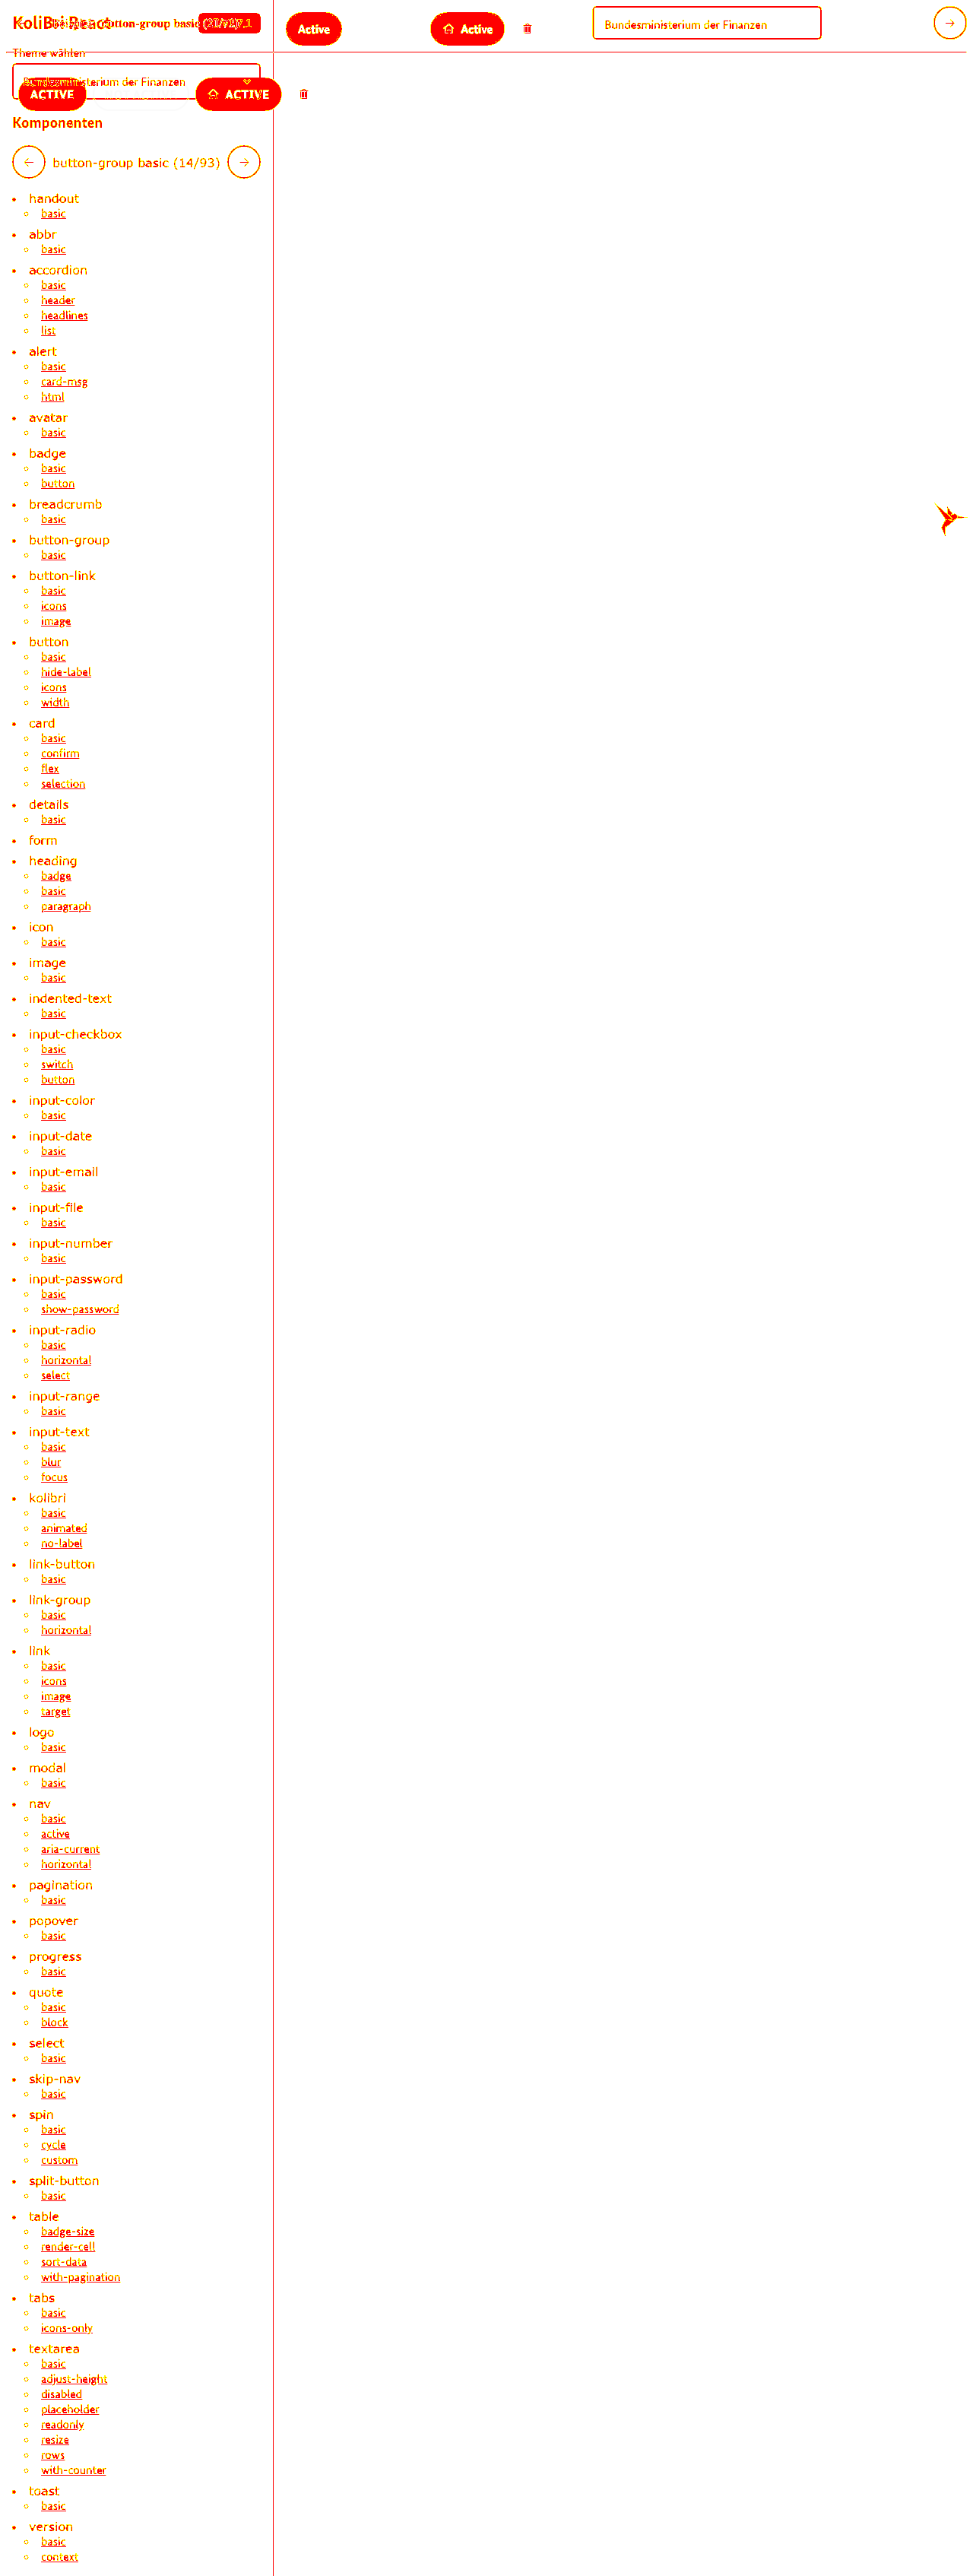 KoliBri React
button-group basic
Active
Active
Bundesministerium der Finanzen
Theme wählen
Bundesministerium der Finanzen
ACTIVE
ACTIVE
Komponenten
button-group basic (14/93)
handout
basic
abbr
basic
accordion
basic
header
headlines
list
alert
basic
card-msg
html
avatar
basic
badge
basic
button
breadcrumb
basic
button-group
basic
button-link
basic
icons
image
button
basic
hide-label
icons
width
card
basic
confirm
flex
selection
details
basic
form
heading
badge
basic
paragraph
icon
basic
image
basic
indented-text
basic
input-checkbox
basic
switch
button
input-color
basic
input-date
basic
input-email
basic
input-file
basic
input-number
basic
input-password
basic
show-password
input-radio
basic
horizontal
select
input-range
basic
input-text
basic
blur
focus
kolibri
basic
animated
no-label
link-button
basic
link-group
basic
horizontal
link
basic
icons
image
target
logo
basic
modal
basic
nav
basic
active
aria-current
horizontal
pagination
basic
popover
basic
progress
basic
quote
basic
block
select
basic
skip-nav
basic
spin
basic
cycle
custom
split-button
basic
table
badge-size
render-cell
sort-data
with-pagination
tabs
basic
icons-only
textarea
basic
adjust-height
disabled
placeholder
readonly
resize
rows
with-counter
toast
basic
version
basic
context